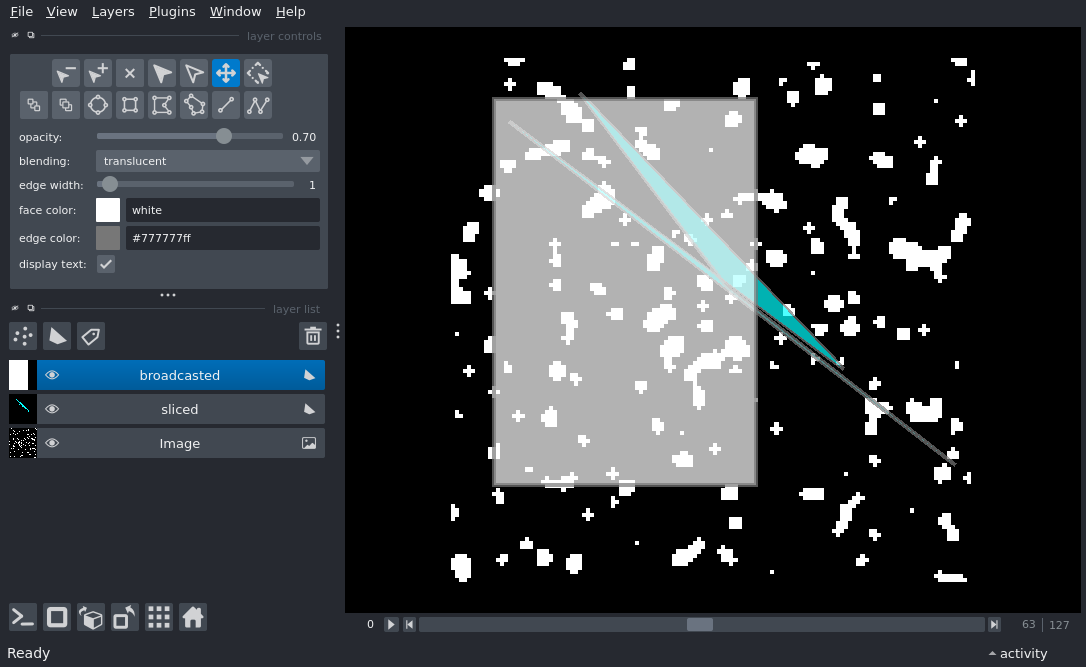 File View Layers Plugins Window Help
layer controls
opacity: 0.70
blending: translucent
edge width: 1
face color: white
edge color: #777777ff
display text:
layer list
broadcasted
sliced
Image
0 63 127
Ready activity